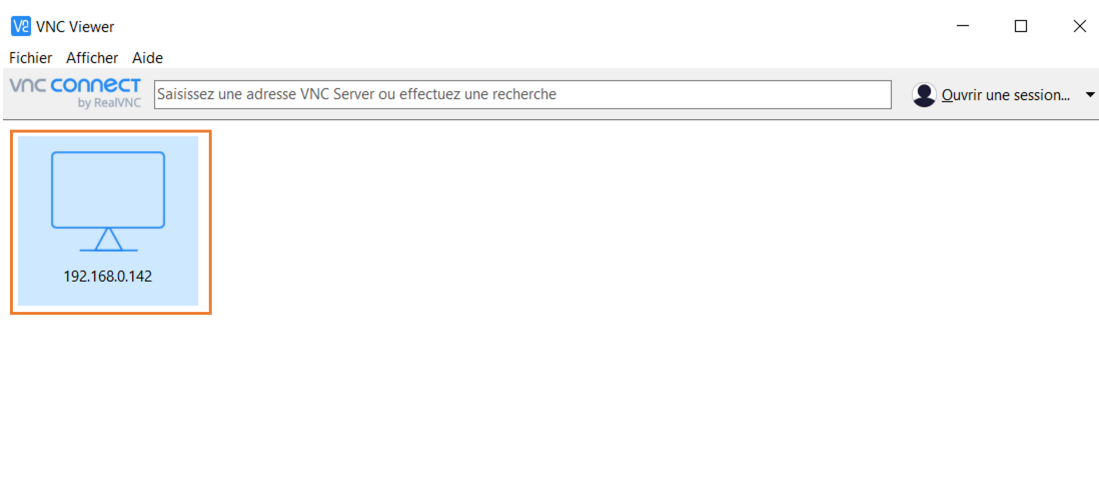 V2 VNC Viewer
Fichier Afficher Aide
vnc connect
by RealVNC
Saisissez une adresse VNC Server ou effectuez une recherche
Ouvrir une session...
192.168.0.142